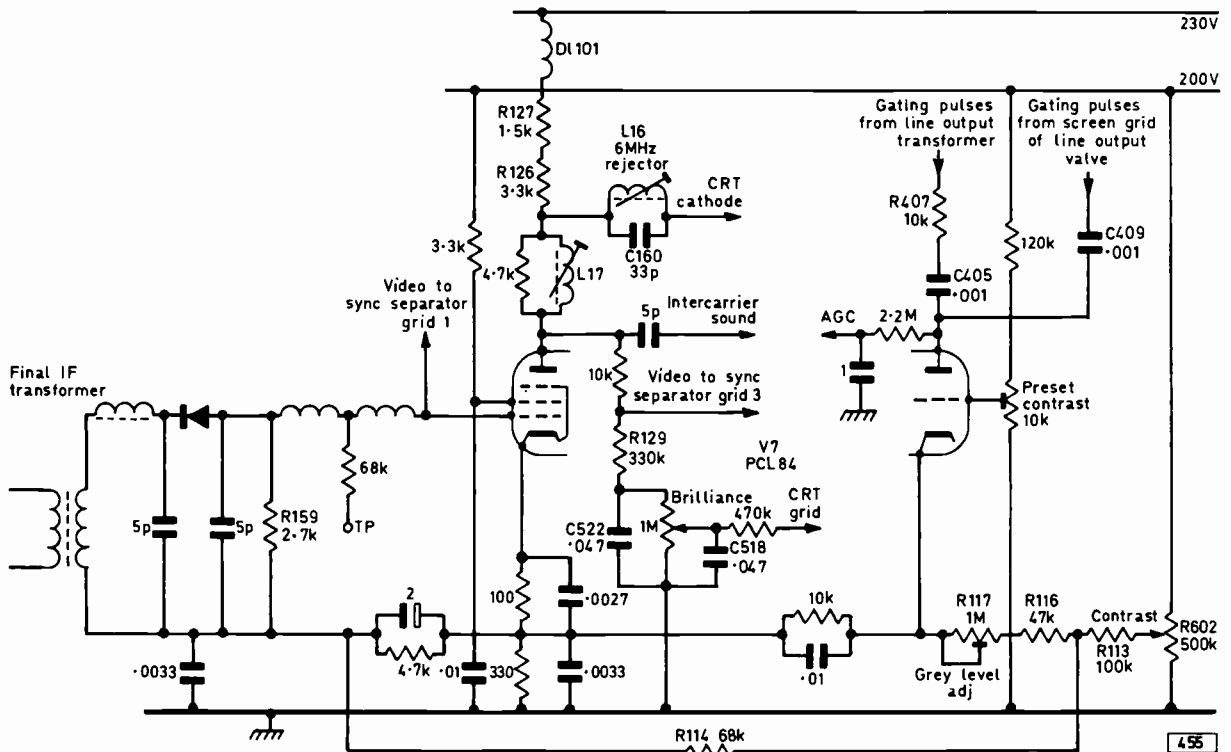 230V
Dl101
200V
R127
1·5k
L16
6MHz
rejector
Gating pulses
from line output
transformer
Gating pulses
from screen grid
of line output
valve
R126
3·3k
CRT
cathode
R407
10k
C409
·001
3·3k
C160
33p
120k
4·7k
L17
C405
·001
Video to
sync separator
grid 1
5p
Intercarrier
sound
AGC
2·2M
10k
Video to sync
separator grid 3
1
Preset
contrast
10k
Final IF
transformer
R129
330k
V7
PCL84
68k
Brilliance
CRT
grid
470k
5p
5p
R159
2·7k
TP
C522
·047
1M
C518
·047
2
100
·0027
10k
R117
1M
R116
47k
Contrast
R602
500k
·0033
4·7k
·01
330
·0033
·01
R113
100k
Grey level
adj
R114 68k
455